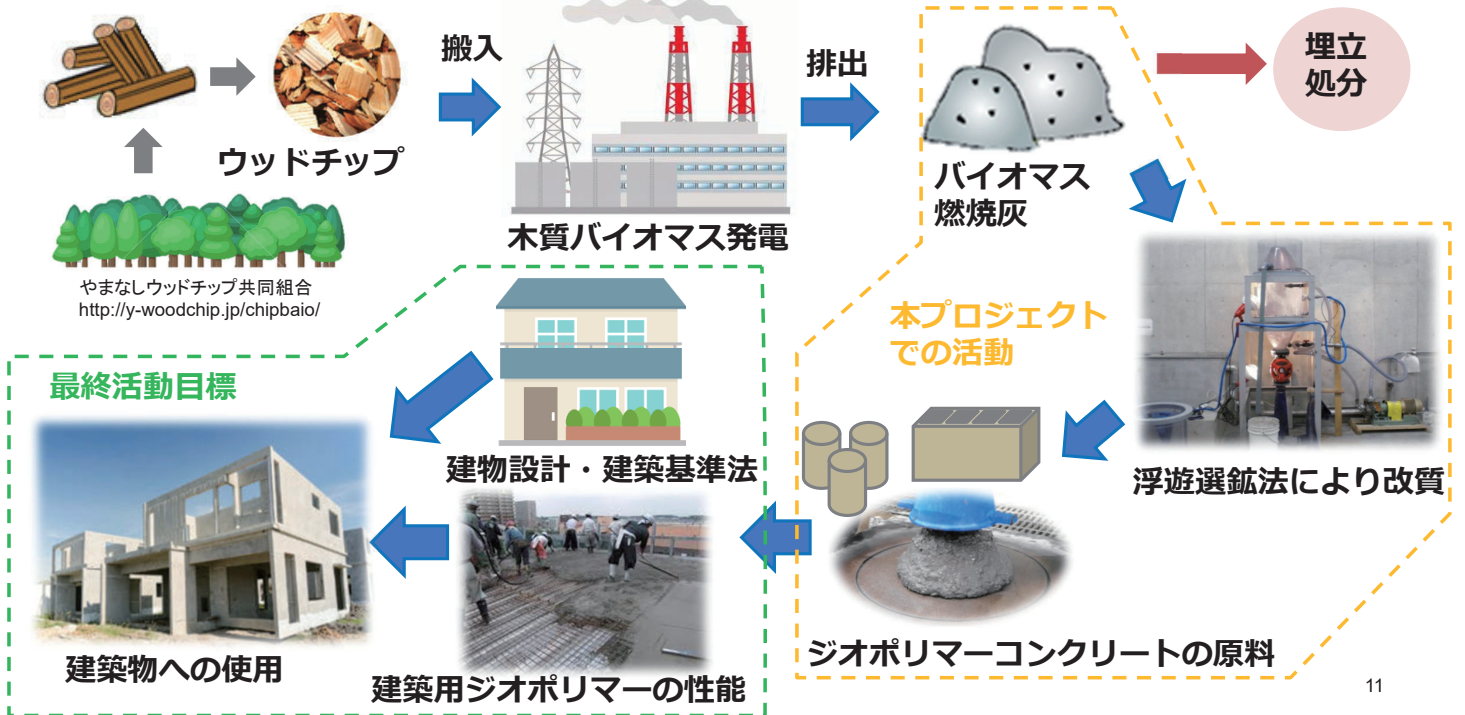 搬入
排出
埋立
処分
ウッドチップ
木質バイオマス発電
バイオマス
燃焼灰
やまなしウッドチップ共同組合
http://y-woodchip.jp/chipbaio/
本プロジェクト
での活動
浮遊選鉱法により改質
ジオポリマーコンクリートの原料
最終活動目標
建物設計・建築基準法
建築用ジオポリマーの性能
建築物への使用
11